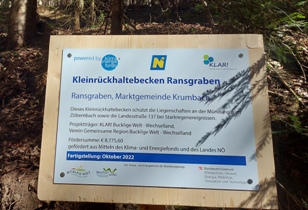 powered by
KLAR!
Kleinrückhaltebecken Ransgraben
Ransgraben, Marktgemeinde Krumbach
Dieses Kleinrückhaltebecken schützt die Liegenschaften an der Mündung
Zöbernbach sowie die Landesstraße 137 bei Starkregenereignissen.
Projektträger: KLAR! Bucklige Welt - Wechselland,
Verein Gemeinsame Region Bucklige Welt - Wechselland
Fördersumme: € 8.775,60
gefördert aus Mitteln des Klima- und Energiefonds und des Landes NÖ
Fertigstellung: Oktober 2022